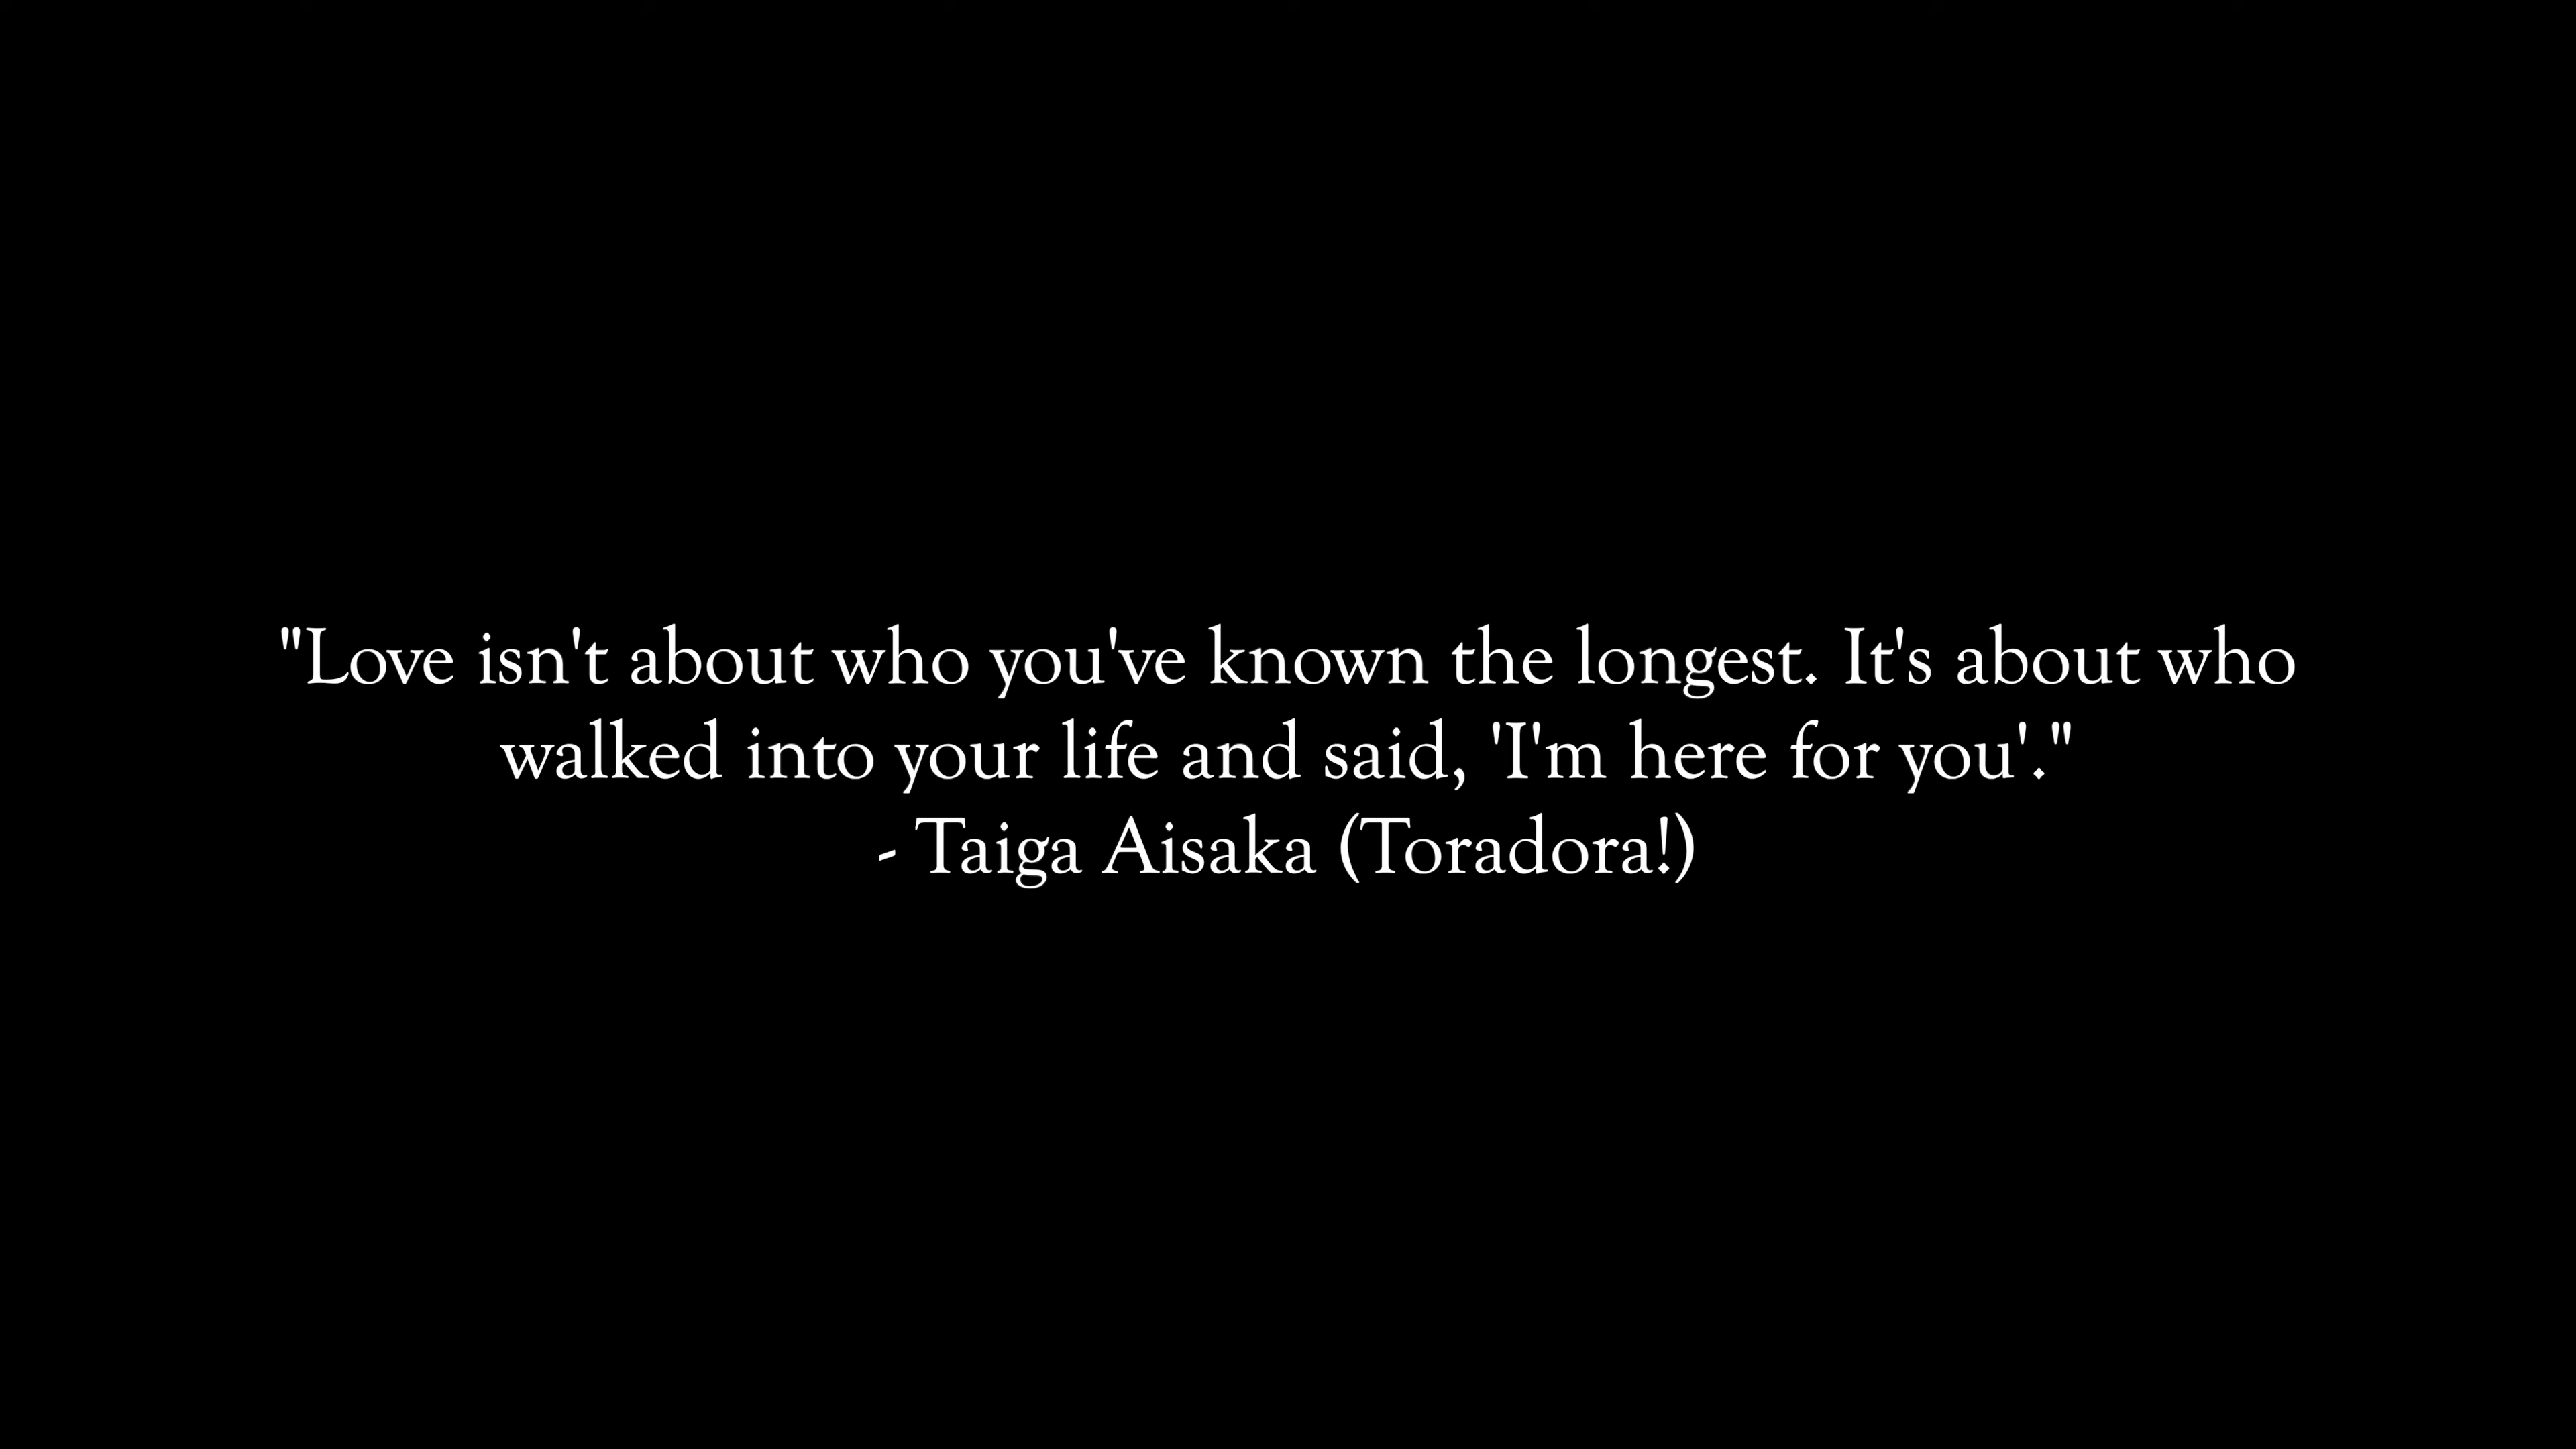 "Love isn't about who you've known the longest. It's about who
walked into your life and said, 'I'm here for you'."
- Taiga Aisaka (Toradora!)